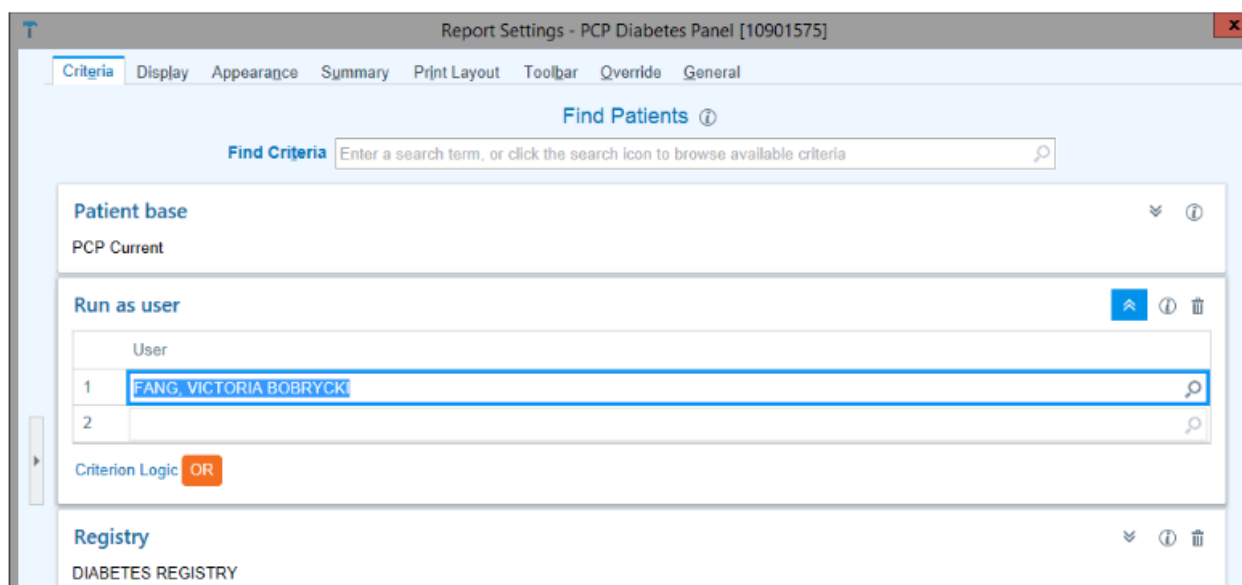 Report Settings - PCP Diabetes Panel [10901575]
x
Criteria Display Appearance Summary Print Layout Toolbar Override General
Find Patients
Find Criteria Enter a search term, or click the search icon to browse available criteria
Patient base
PCP Current
Run as user
User
1 FANG, VICTORIA BOBRYCKI
2
Criterion Logic OR
Registry
DIABETES REGISTRY